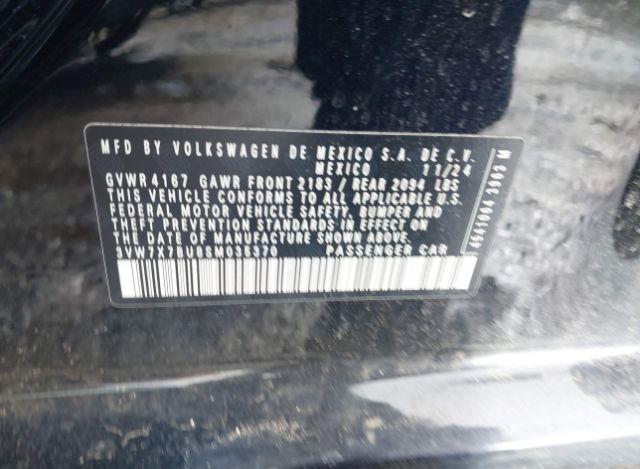 MFD BY VOLKSWAGEN DE MEXICO S.A. DE C.V.
MEXICO 11/24
GVWR 4167 GAWR FRONT 2183 / REAR 2094 LBS
THIS VEHICLE CONFORMS TO ALL APPLICABLE U.S.
FEDERAL MOTOR VEHICLE SAFETY, BUMPER AND
THEFT PREVENTION STANDARDS IN EFFECT ON
THE DATE OF MANUFACTURE SHOWN ABOVE.
PASSENGER CAR